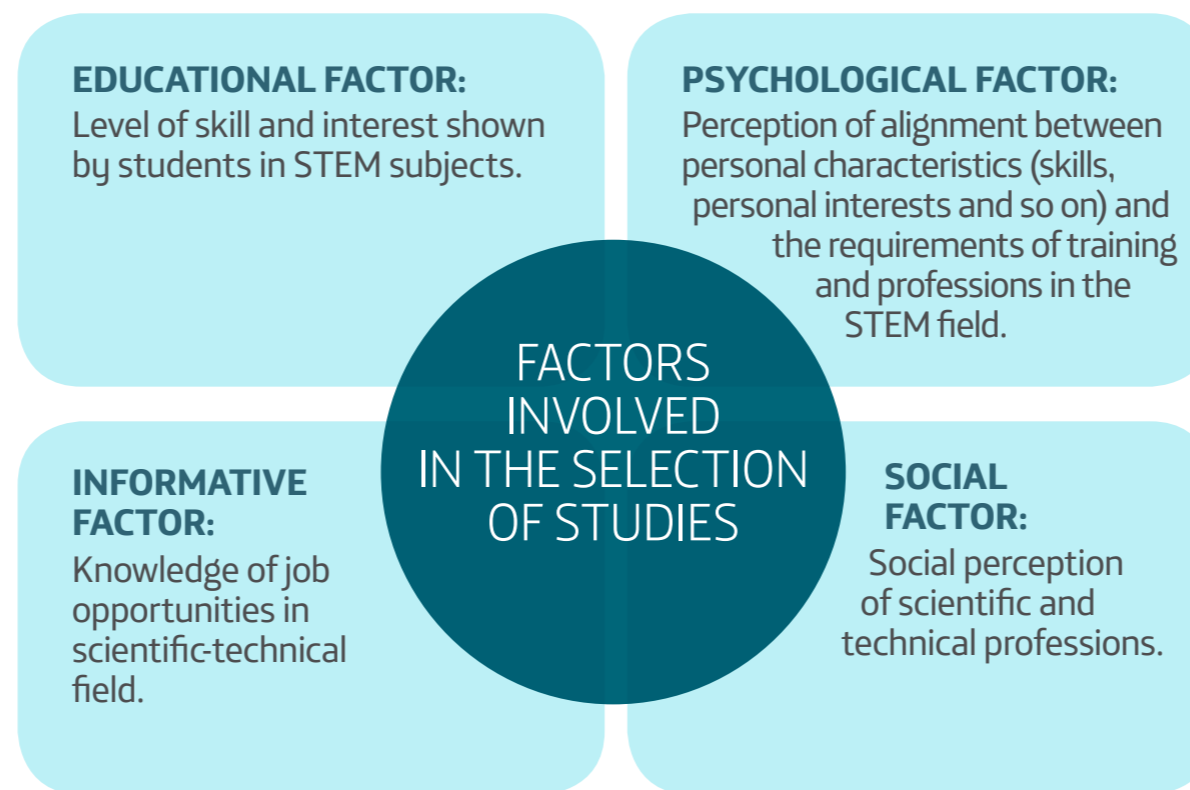 EDUCATIONAL FACTOR:
Level of skill and interest shown
by students in STEM subjects.
PSYCHOLOGICAL FACTOR:
Perception of alignment between
personal characteristics (skills,
personal interests and so on) and
the requirements of training
and professions in the
STEM field.
FACTORS
INVOLVED
IN THE SELECTION
OF STUDIES
INFORMATIVE
FACTOR:
Knowledge of job
opportunities in
scientific-technical
field.
SOCIAL
FACTOR:
Social perception
of scientific and
technical professions.